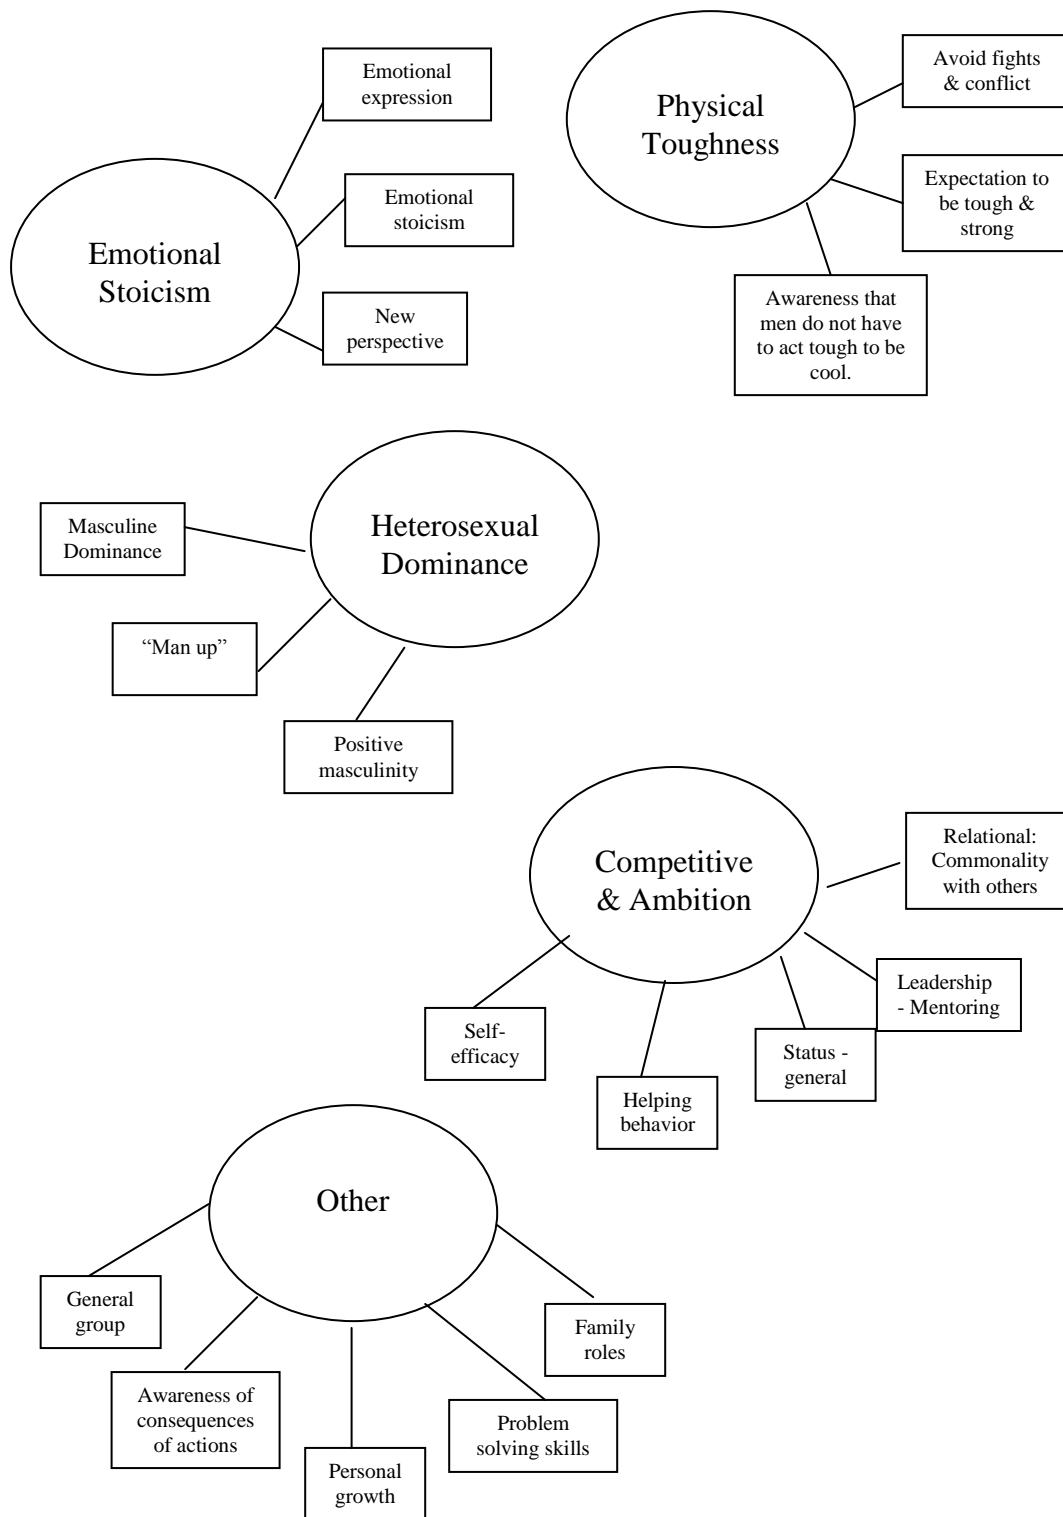 Emotional
expression
Emotional
stoicism
Emotional
Stoicism
New
perspective
Physical
Toughness
Avoid fights
& conflict
Expectation to
be tough &
strong
Awareness that
men do not have
to act tough to be
cool.
Heterosexual
Dominance
Masculine
Dominance
“Man up”
Positive
masculinity
Competitive
& Ambition
Relational:
Commonality
with others
Leadership
- Mentoring
Status -
general
Helping
behavior
Self-
efficacy
Other
General
group
Awareness of
consequences
of actions
Personal
growth
Problem
solving skills
Family
roles